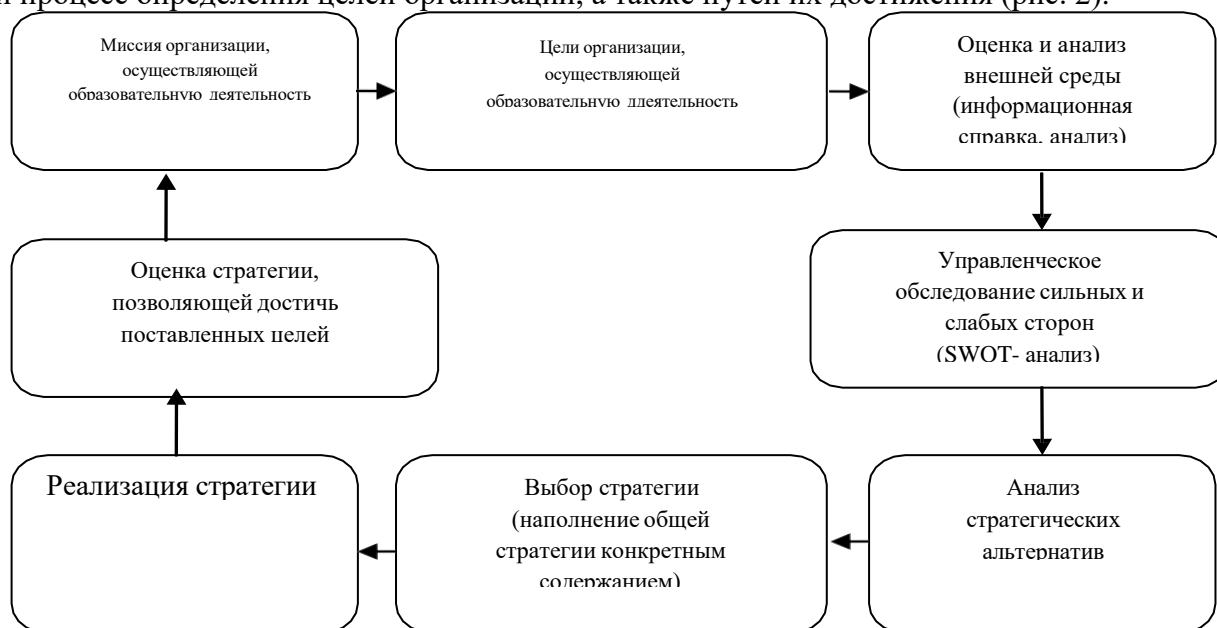 процессе определения целей организации, а также путей их достижения (рис. 2).
Миссия организации,
осуществляющей
образовательную деятельность
Цели организации,
осуществляющей
образовательную ддеятельность
Оценка и анализ
внешней среды
(информационная
справка, анализ)
Управленческое
обследование сильных и
слабых сторон
(SWOT- анализ)
Анализ
стратегических
альтернатив
Выбор стратегии
(наполнение общей
стратегии конкретным
содержанием)
Реализация стратегии
Оценка стратегии,
позволяющей достичь
поставленных целей